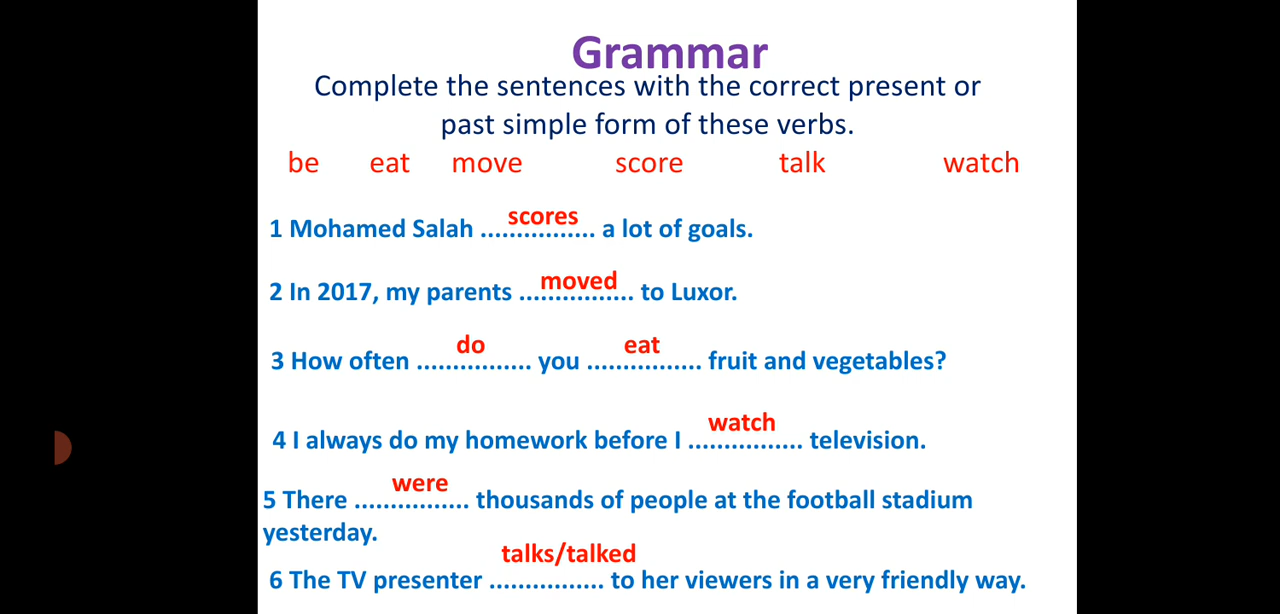 Grammar
Complete the sentences with the correct present or
past simple form of these verbs.
be eat move score talk watch
1 Mohamed Salah ...scores... a lot of goals.
2 In 2017, my parents ...moved... to Luxor.
3 How often ...do... you ...eat... fruit and vegetables?
4 I always do my homework before I ...watch... television.
5 There ...were... thousands of people at the football stadium
yesterday.
6 The TV presenter ...talks/talked... to her viewers in a very friendly way.